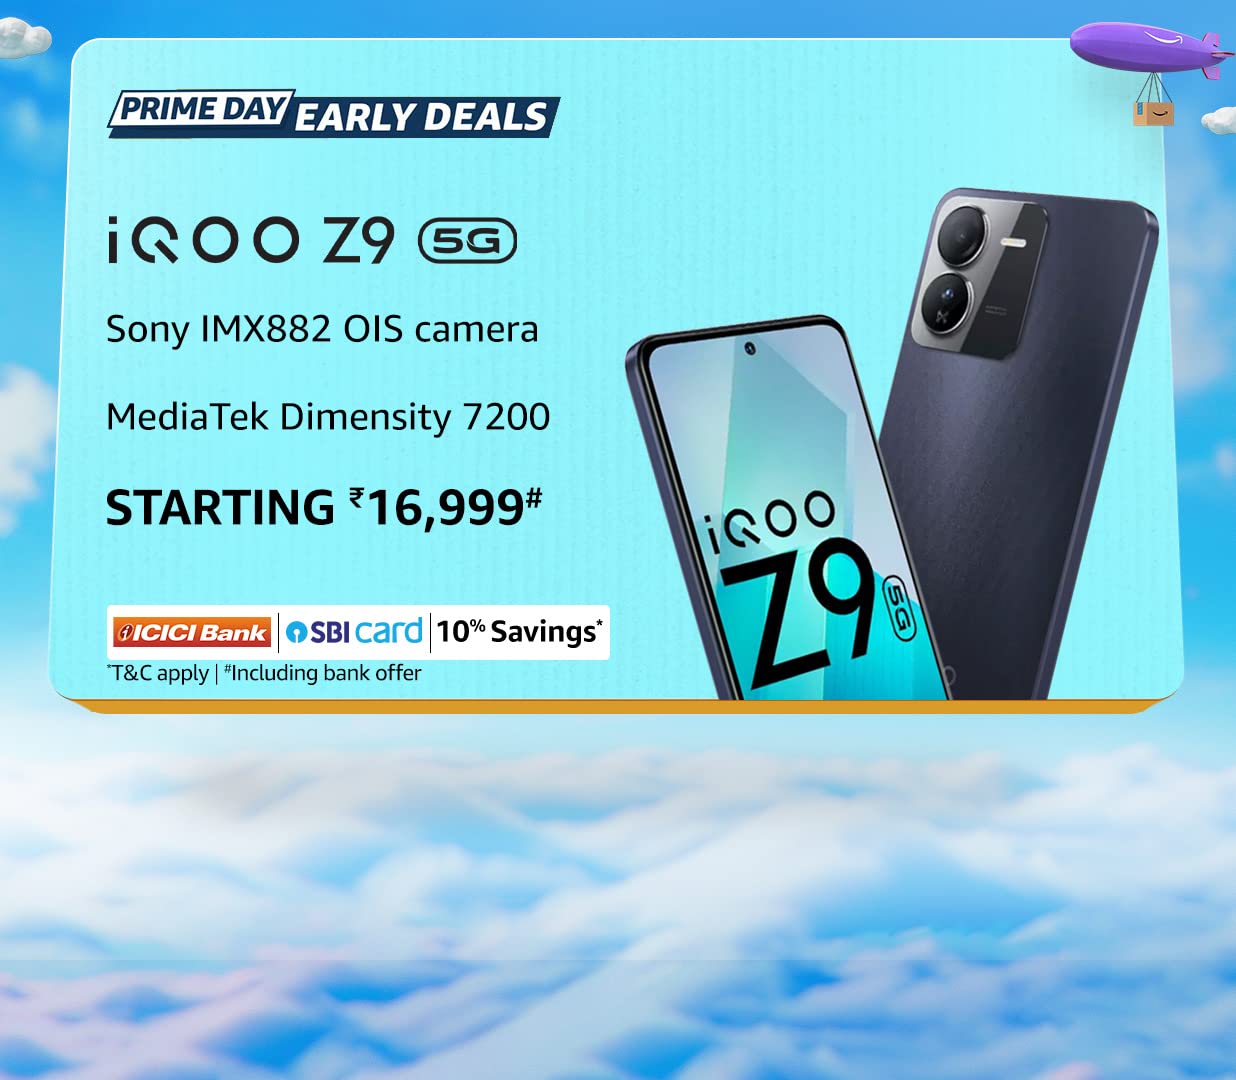 PRIME DAY EARLY DEALS
iQOO Z9 5G
Sony IMX882 OIS camera
MediaTek Dimensity 7200
STARTING ₹16,999#
ICICI Bank | SBI card | 10% Savings*
*T&C apply | #Including bank offer
iQOO
Z9 5G